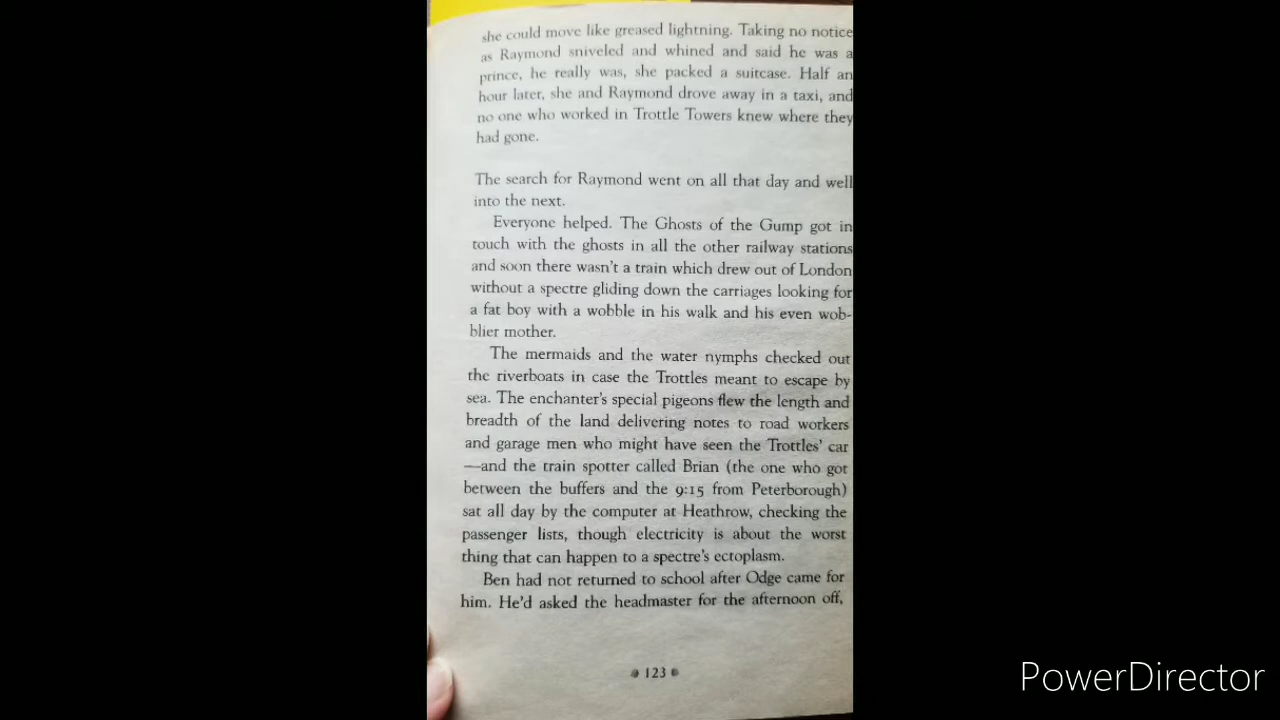 she could move like greased lightning. Taking no notice
as Raymond sniveled and whined and said he was a
prince, he really was, she packed a suitcase. Half an
hour later, she and Raymond drove away in a taxi, and
no one who worked in Trottle Towers knew where they
had gone.
The search for Raymond went on all that day and well
into the next.
Everyone helped. The Ghosts of the Gump got in
touch with the ghosts in all the other railway stations
and soon there wasn't a train which drew out of London
without a spectre gliding down the carriages looking for
a fat boy with a wobble in his walk and his even wob-
blier mother.
The mermaids and the water nymphs checked out
the riverboats in case the Trottles meant to escape by
sea. The enchanter's special pigeons flew the length and
breadth of the land delivering notes to road workers
and garage men who might have seen the Trottles' car
—and the train spotter called Brian (the one who got
between the buffers and the 9:15 from Peterborough)
sat all day by the computer at Heathrow, checking the
passenger lists, though electricity is about the worst
thing that can happen to a spectre's ectoplasm.
Ben had not returned to school after Odge came for
him. He'd asked the headmaster for the afternoon off,
123
PowerDirector